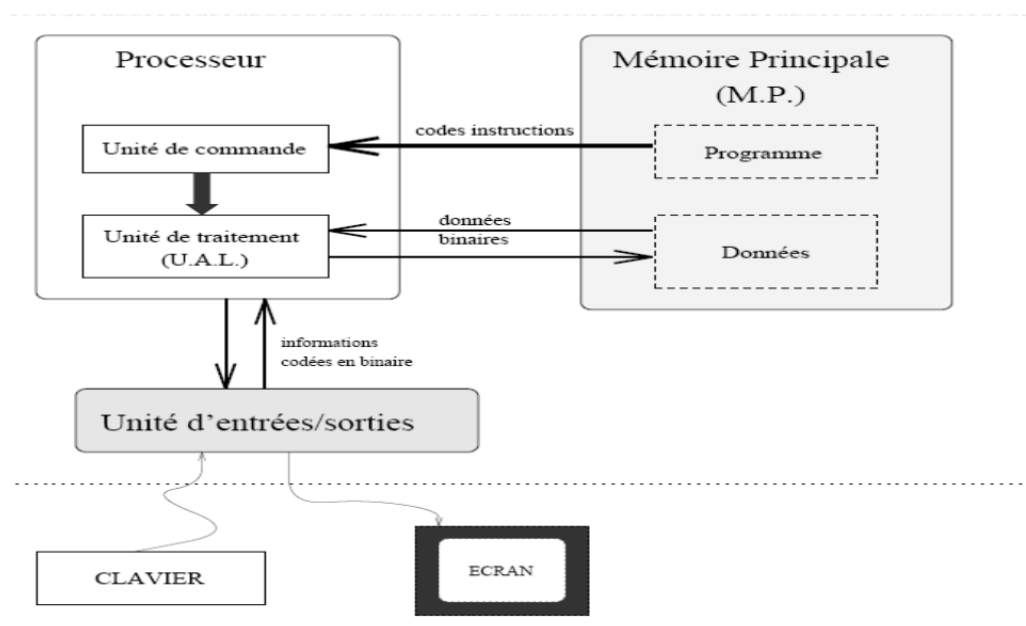 Processeur
Mémoire Principale
(M.P.)
codes instructions
Unité de commande
Programme
données
binaires
Unité de traitement
(U.A.L.)
Données
informations
codées en binaire
Unité d’entrées/sorties
CLAVIER
ECRAN